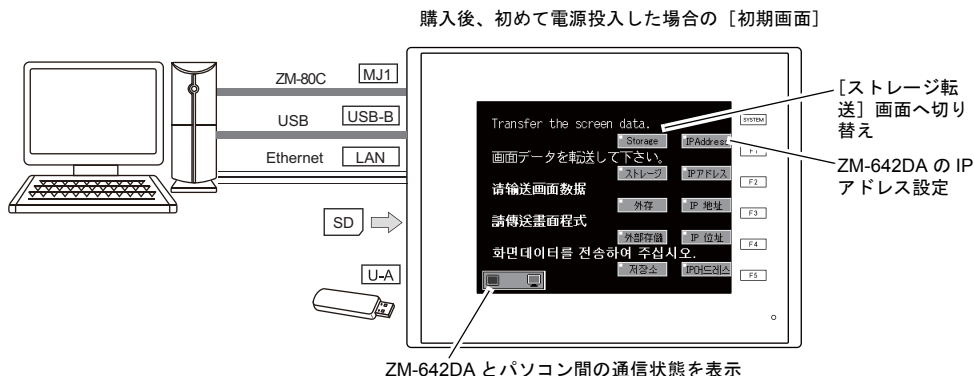 購入後、初めて電源投入した場合の［初期画面］
ZM-80C
MJ1
USB
USB-B
Ethernet
LAN
SD
U-A
Transfer the screen data.
Storage
IPAddress
画面データを転送して下さい。
ストレージ
IPアドレス
请输送画面数据
外存
IP 地址
請傳送畫面程式
外部存儲
IP 位址
화면데이터를 전송하여 주십시오.
저장소
IP어드레스
SYSTEM
F1
F2
F3
F4
F5
［ストレージ転
送］画面へ切り
替え
ZM-642DA の IP
アドレス設定
ZM-642DA とパソコン間の通信状態を表示